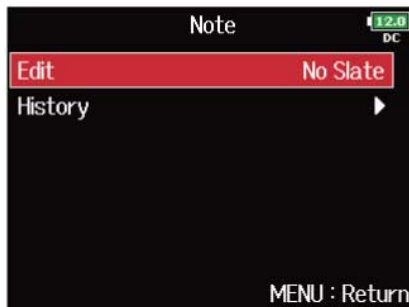 Note
12.0
DC
Edit No Slate
History
MENU : Return